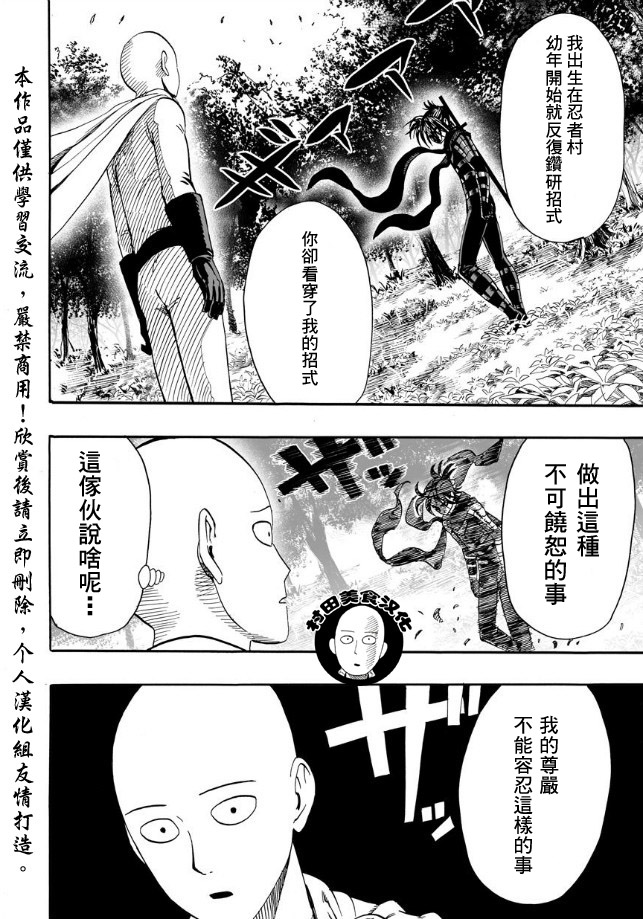 我出生在忍者村
幼年開始就反復鑽研招式
你卻看穿了我的招式
做出這種
不可饒恕的事
這傢伙說啥呢…
村田美食汉化
我的尊嚴
不能容忍這樣的事
本作品僅供學習交流，嚴禁商用！欣賞後請立即刪除，个人漢化組友情打造。